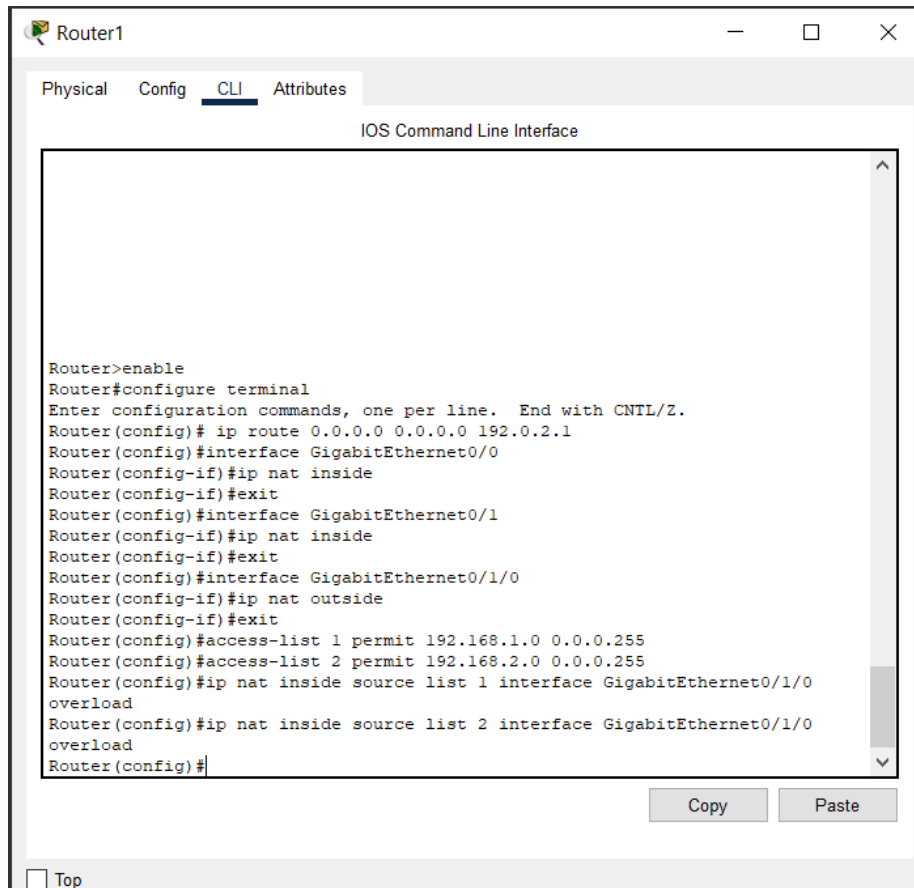 Router1
Physical Config CLI Attributes
IOS Command Line Interface
Router>enable
Router#configure terminal
Enter configuration commands, one per line.  End with CNTL/Z.
Router(config)# ip route 0.0.0.0 0.0.0.0 192.0.2.1
Router(config)#interface GigabitEthernet0/0
Router(config-if)#ip nat inside
Router(config-if)#exit
Router(config)#interface GigabitEthernet0/1
Router(config-if)#ip nat inside
Router(config-if)#exit
Router(config)#interface GigabitEthernet0/1/0
Router(config-if)#ip nat outside
Router(config-if)#exit
Router(config)#access-list 1 permit 192.168.1.0 0.0.0.255
Router(config)#access-list 2 permit 192.168.2.0 0.0.0.255
Router(config)#ip nat inside source list 1 interface GigabitEthernet0/1/0
overload
Router(config)#ip nat inside source list 2 interface GigabitEthernet0/1/0
overload
Router(config)#
Copy Paste
Top